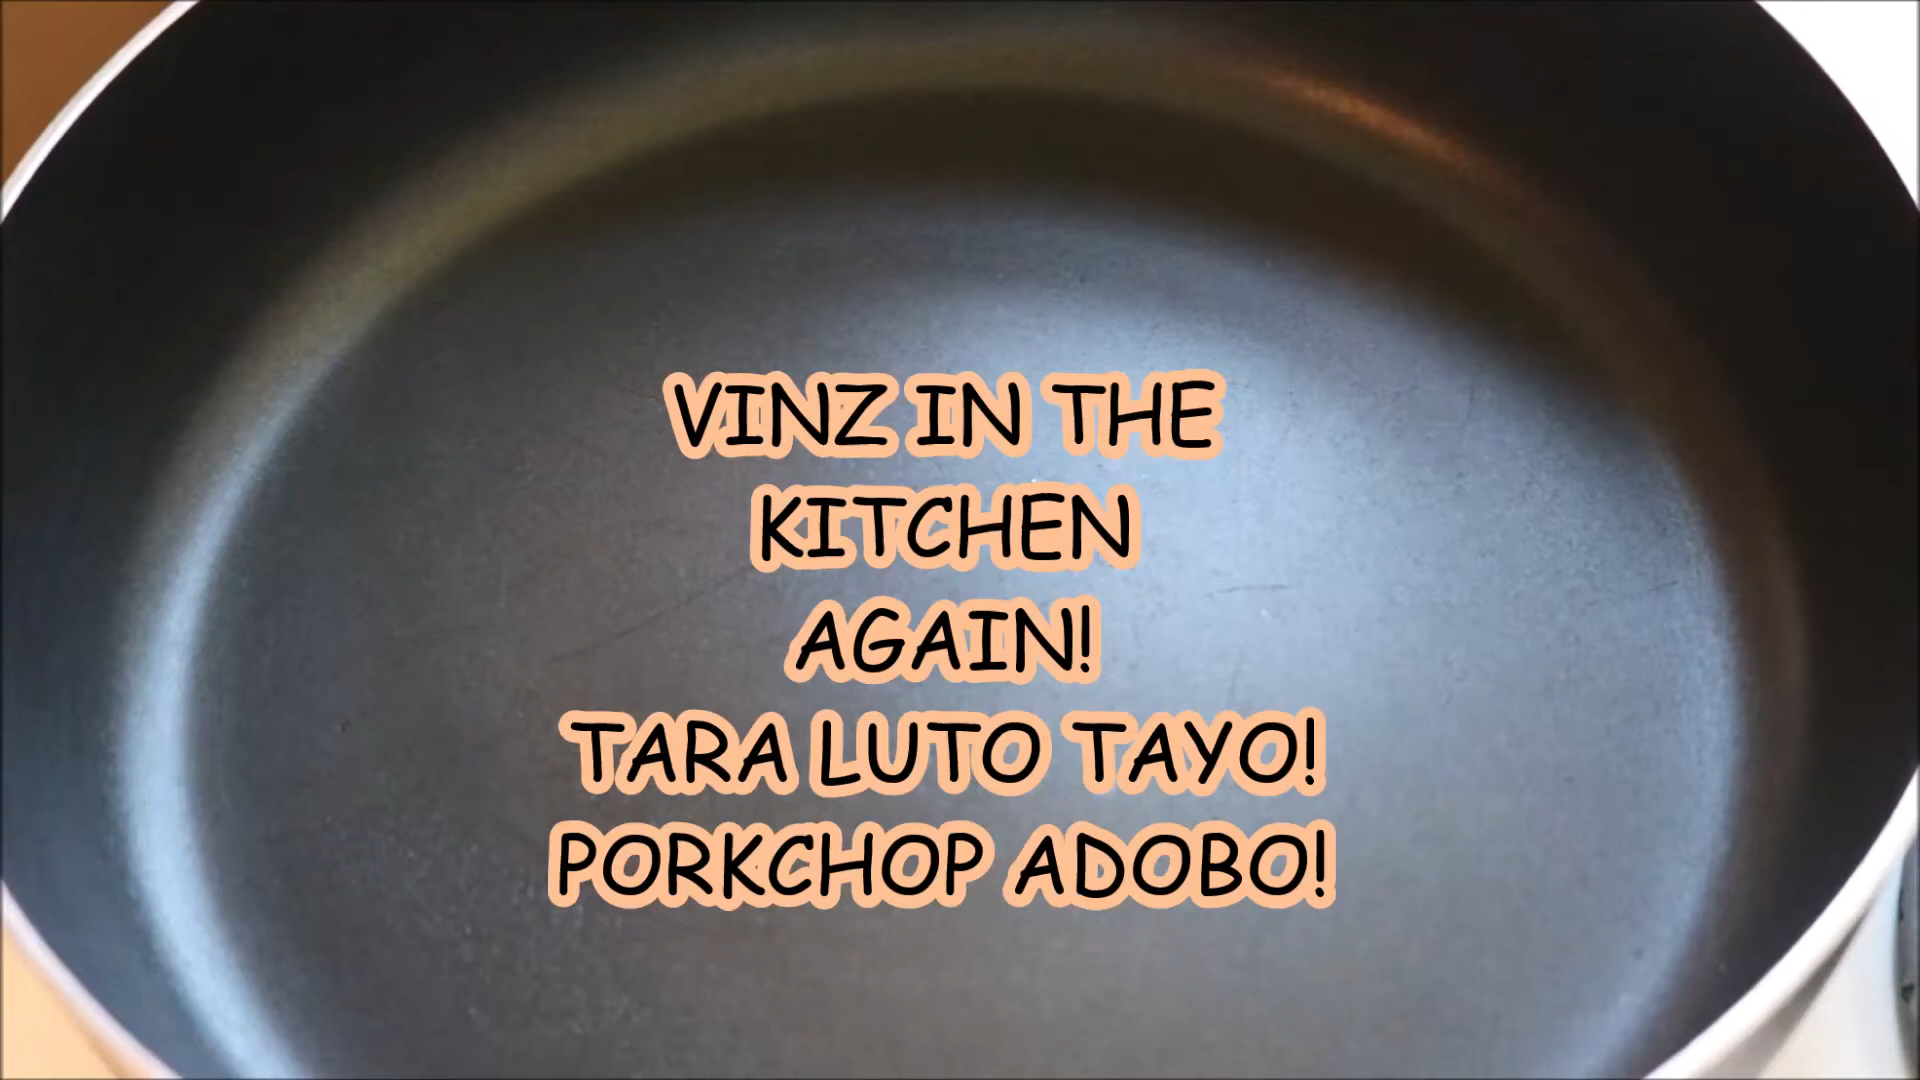 VINZ IN THE
KITCHEN
AGAIN!
TARA LUTO TAYO!
PORKCHOP ADOBO!